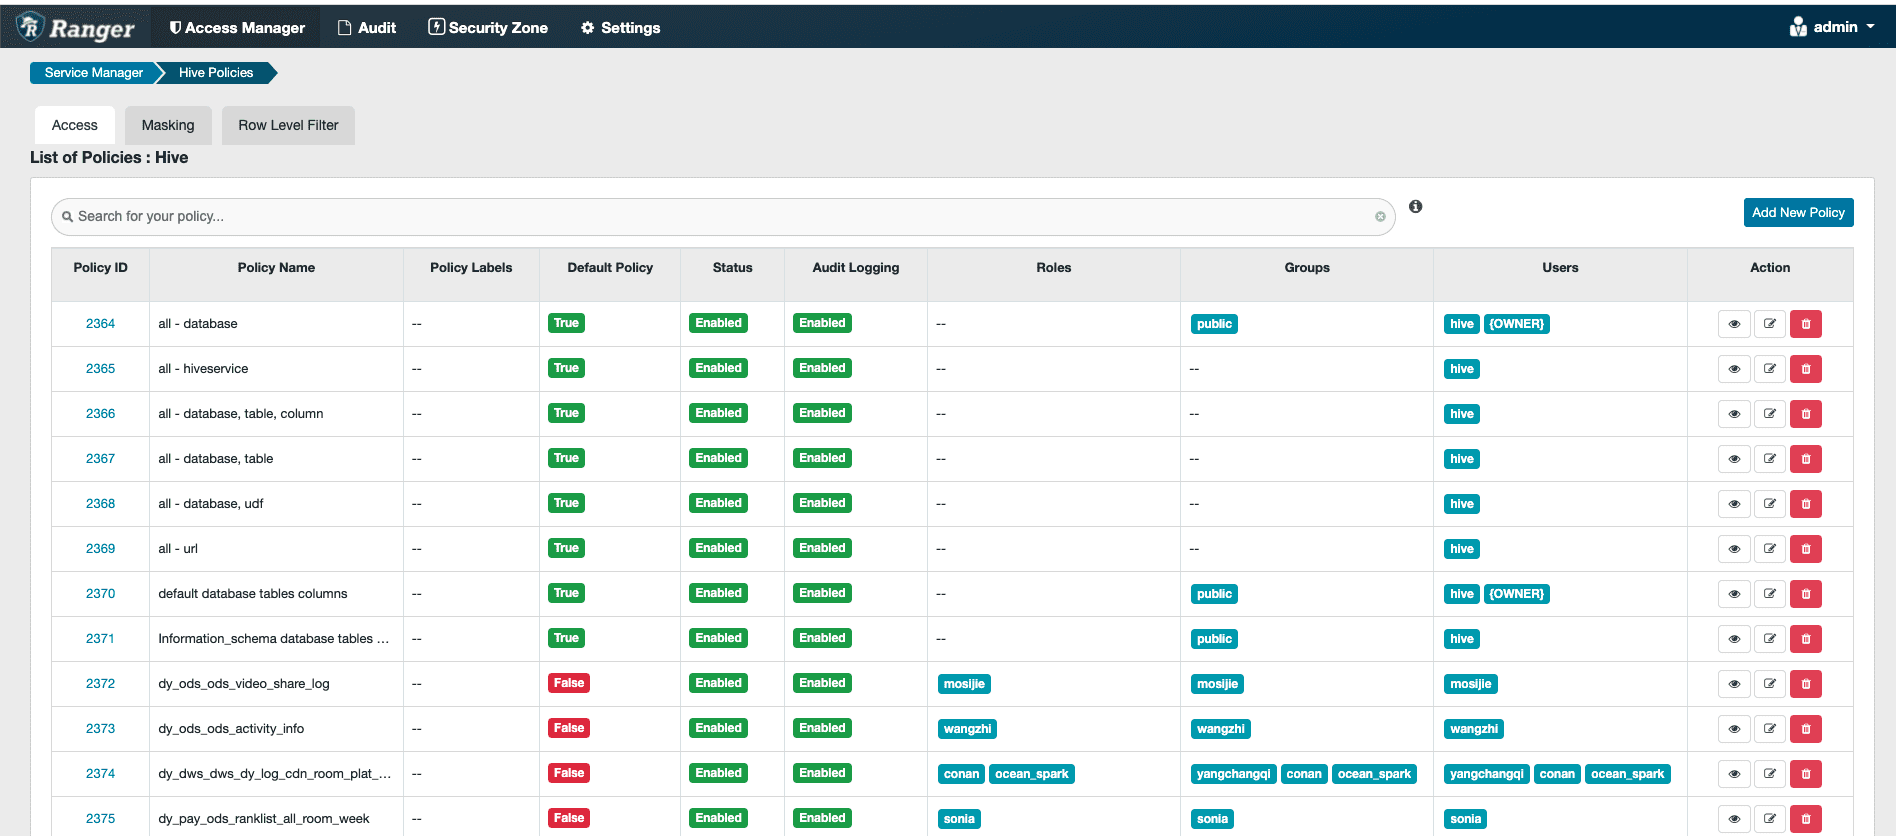 Ranger Access Manager Audit Security Zone Settings admin
Service Manager Hive Policies
Access Masking Row Level Filter
List of Policies : Hive
Search for your policy... Add New Policy
Policy ID Policy Name Policy Labels Default Policy Status Audit Logging Roles Groups Users Action
2364 all - database -- True Enabled Enabled -- public hive {OWNER}
2365 all - hiveservice -- True Enabled Enabled -- -- hive
2366 all - database, table, column -- True Enabled Enabled -- -- hive
2367 all - database, table -- True Enabled Enabled -- -- hive
2368 all - database, udf -- True Enabled Enabled -- -- hive
2369 all - url -- True Enabled Enabled -- -- hive
2370 default database tables columns -- True Enabled Enabled -- public hive {OWNER}
2371 Information_schema database tables ... -- True Enabled Enabled -- public hive
2372 dy_ods_ods_video_share_log -- False Enabled Enabled mosijie mosijie mosijie
2373 dy_ods_ods_activity_info -- False Enabled Enabled wangzhi wangzhi wangzhi
2374 dy_dws_dws_dy_log_cdn_room_plat_... -- False Enabled Enabled conan ocean_spark yangchangqi conan ocean_spark yangchangqi conan ocean_spark
2375 dy_pay_ods_ranklist_all_room_week -- False Enabled Enabled sonia sonia sonia